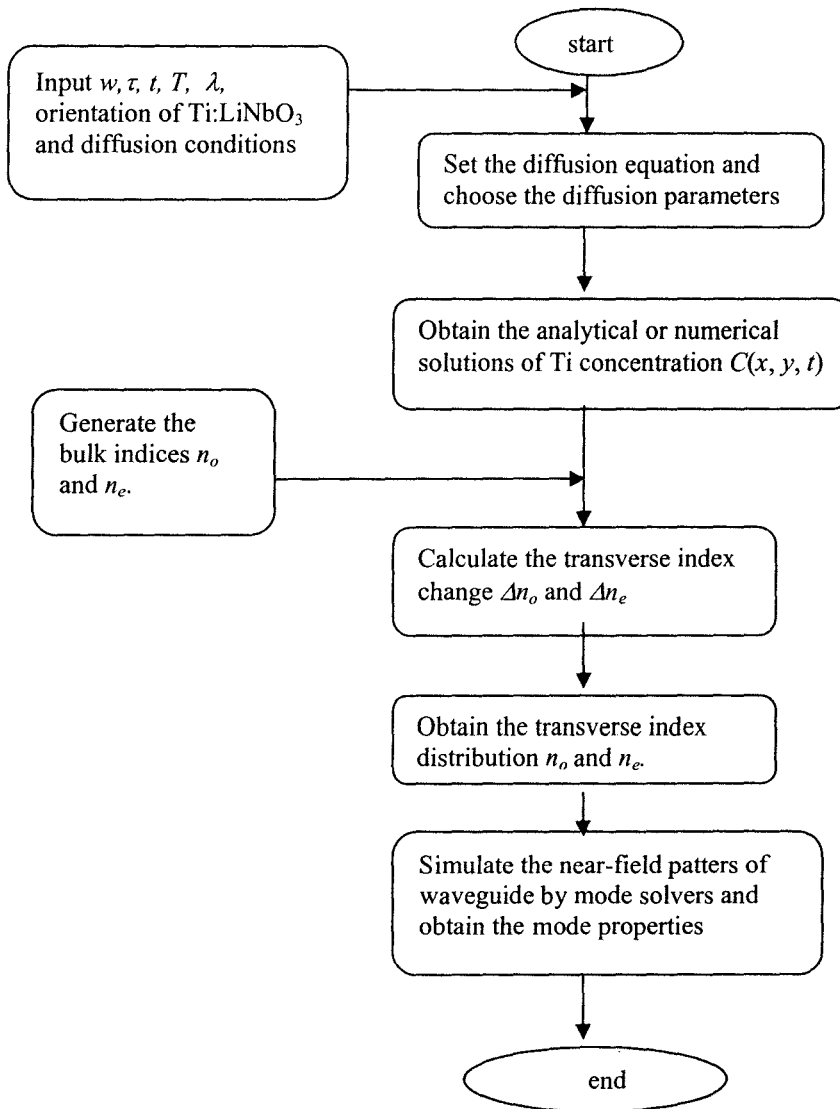 start
Input w, τ, t, T, λ,
orientation of Ti:LiNbO₃
and diffusion conditions
Set the diffusion equation and
choose the diffusion parameters
Obtain the analytical or numerical
solutions of Ti concentration C(x, y, t)
Generate the
bulk indices nₒ
and nₑ.
Calculate the transverse index
change Δnₒ and Δnₑ
Obtain the transverse index
distribution nₒ and nₑ.
Simulate the near-field patters of
waveguide by mode solvers and
obtain the mode properties
end